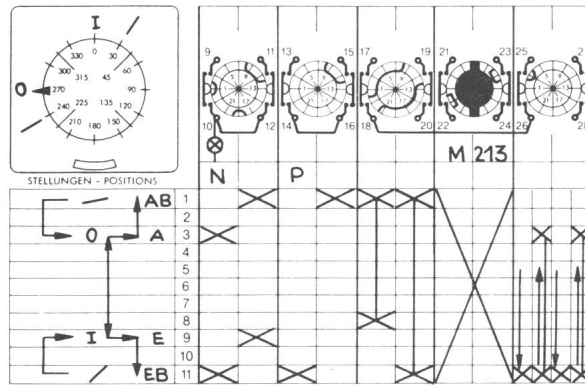 I
330 0 30
300 315 45 60
O 270 90
240 225 135 120
210 180 150
STELLUNGEN - POSITIONS
9 11 13 15 17 19 21 23 25
10 12 14 16 18 20 22 24 26 28
N P M 213
AB 1
2
O A 3
4
5
6
7
8
I E 9
10
EB 11